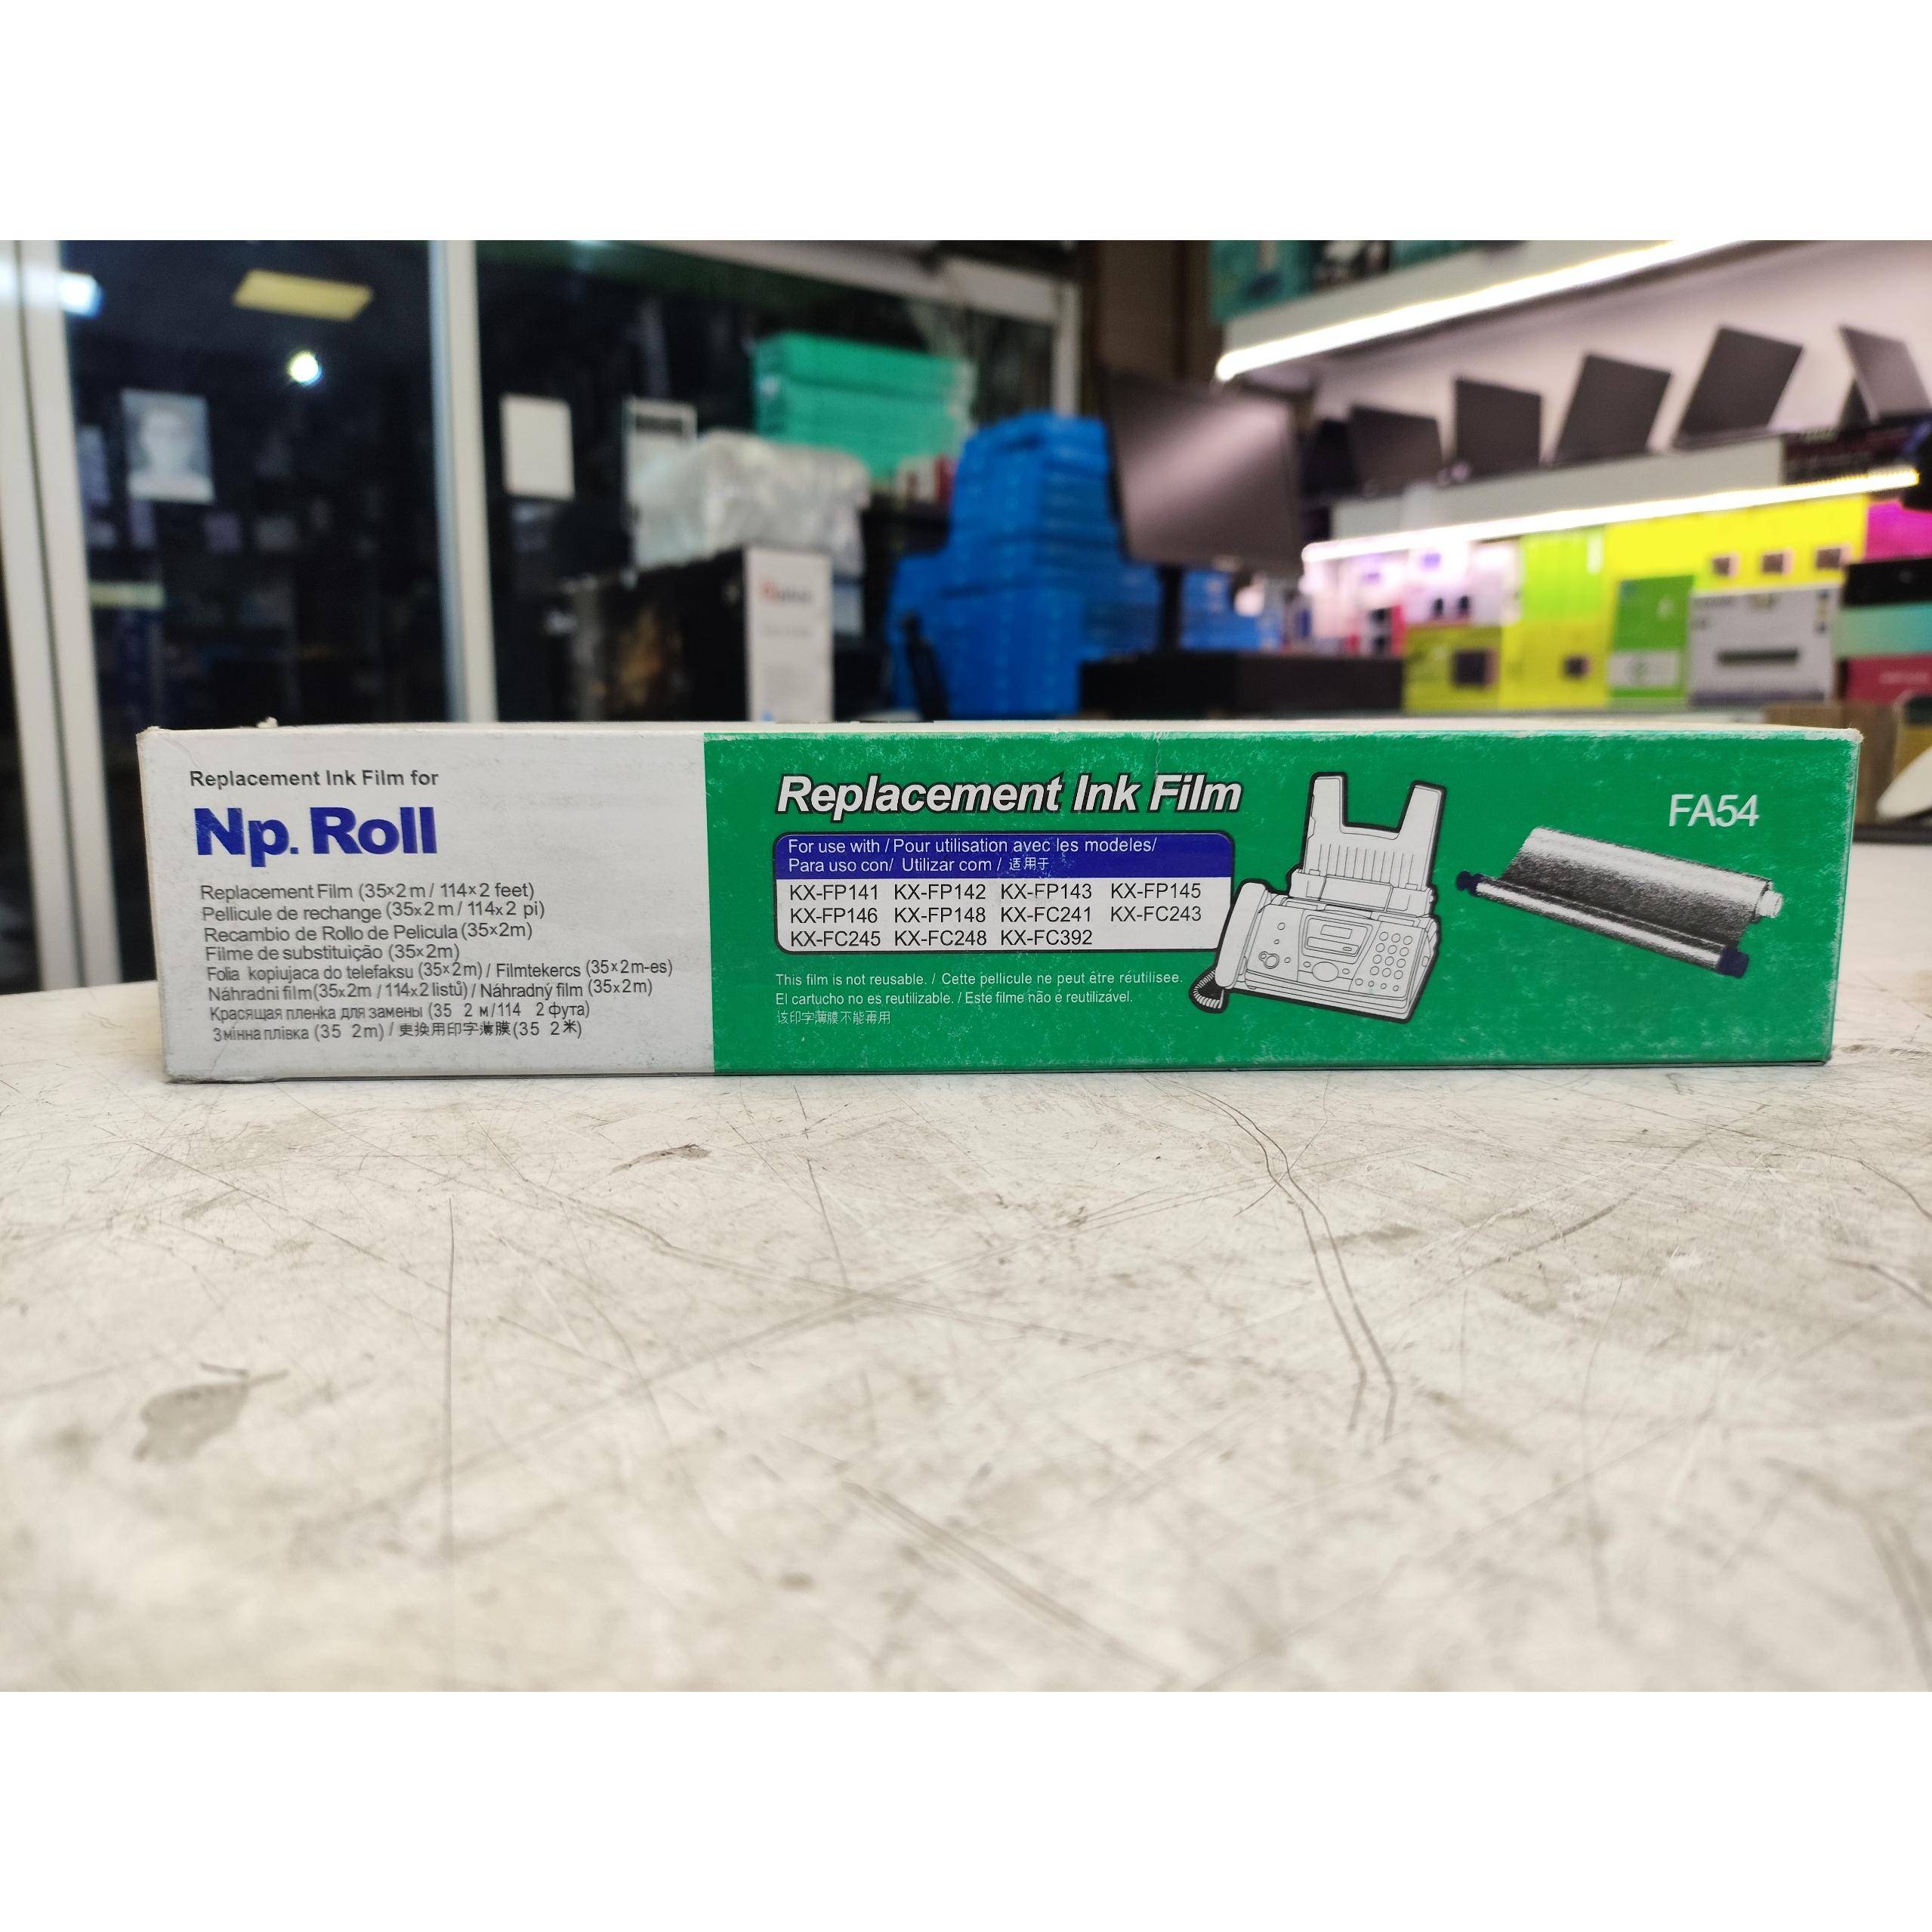 Replacement Ink Film for
Np. Roll
Replacement Film (35×2 m / 114×2 feet)
Pellicule de rechange (35×2 m / 114×2 pi)
Recambio de Rollo de Pelicula (35×2m)
Filme de substituição (35×2m)
Folia kopiujaca do telefaksu (35×2m) / Filmtekercs (35×2m-es)
Náhradni film(35×2m / 114×2 listů) / Náhradný film (35×2m)
Красящая пленка для замены (35 2 м/114 2 фута)
Змінна плівка (35 2m) / 更换用印字薄膜(35 2米)
Replacement Ink Film
For use with / Pour utilisation avec les modeles/
Para uso con/ Utilizar com / 适用于
KX-FP141 KX-FP142 KX-FP143 KX-FP145
KX-FP146 KX-FP148 KX-FC241 KX-FC243
KX-FC245 KX-FC248 KX-FC392
This film is not reusable. / Cette pellicule ne peut être réutilisee.
El cartucho no es reutilizable. / Este filme não é reutilizável.
该印字薄膜不能再用
FA54